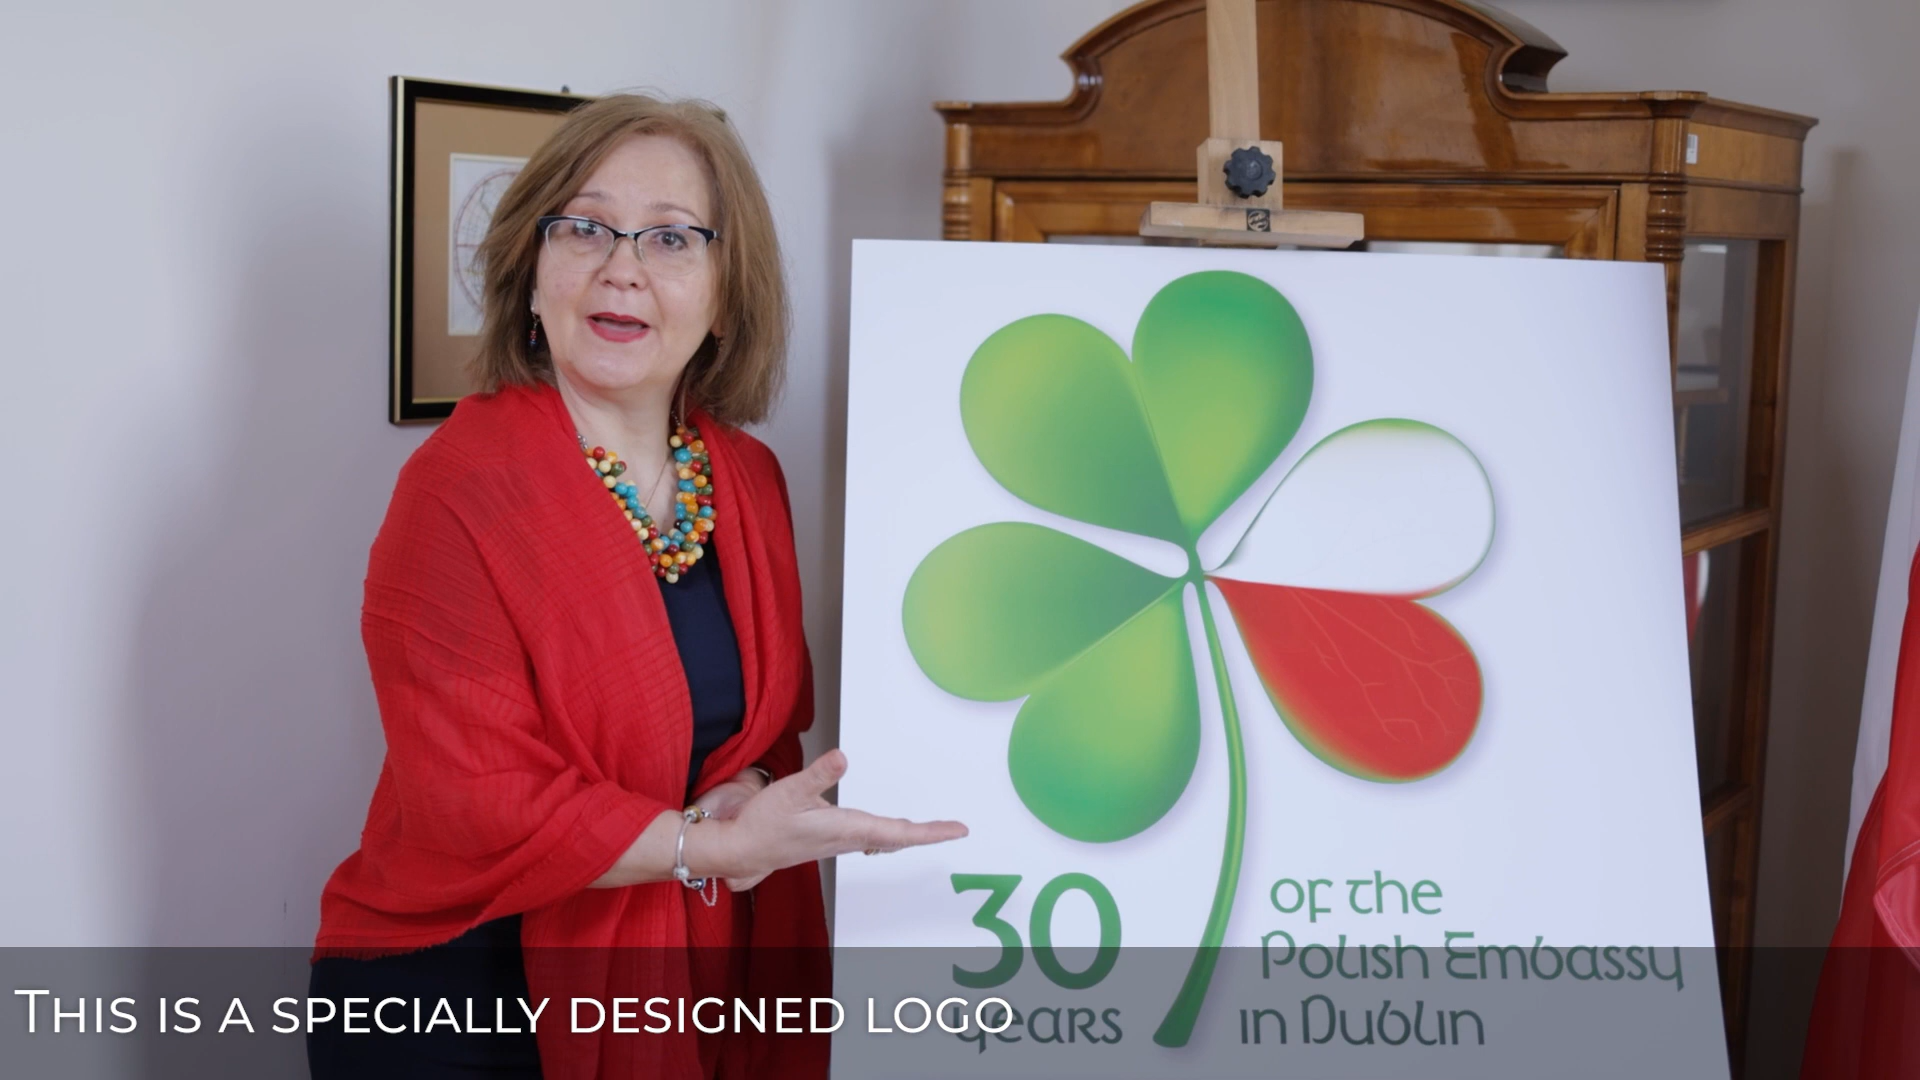 30
years
of the
Polish Embassy
in Dublin
This is a specially designed logo